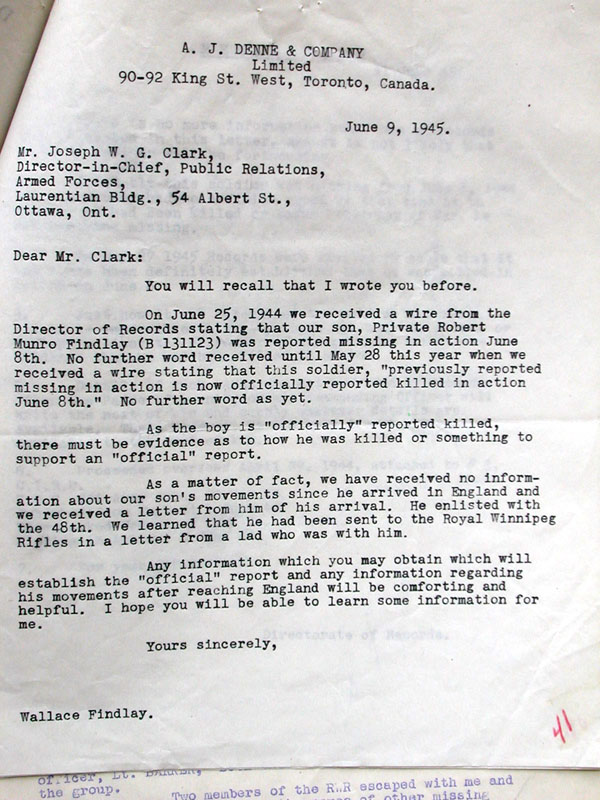 A. J. DENNE & COMPANY
Limited
90-92 King St. West, Toronto, Canada.
June 9, 1945.
Mr. Joseph W. G. Clark,
Director-in-Chief, Public Relations,
Armed Forces,
Laurentian Bldg., 54 Albert St.,
Ottawa, Ont.
Dear Mr. Clark:
You will recall that I wrote you before.
On June 25, 1944 we received a wire from the
Director of Records stating that our son, Private Robert
Munro Findlay (B 131123) was reported missing in action June
8th. No further word received until May 28 this year when we
received a wire stating that this soldier, "previously reported
missing in action is now officially reported killed in action
June 8th." No further word as yet.
As the boy is "officially" reported killed,
there must be evidence as to how he was killed or something to
support an "official" report.
As a matter of fact, we have received no inform-
ation about our son's movements since he arrived in England and
we received a letter from him of his arrival. He enlisted with
the 48th. We learned that he had been sent to the Royal Winnipeg
Rifles in a letter from a lad who was with him.
Any information which you may obtain which will
establish the "official" report and any information regarding
his movements after reaching England will be comforting and
helpful. I hope you will be able to learn some information for
me.
Directorate of Records.
Yours sincerely,
Wallace Findlay.
41
officer, Lt.
the group. Two members of the RWR escaped with me and
of other missing